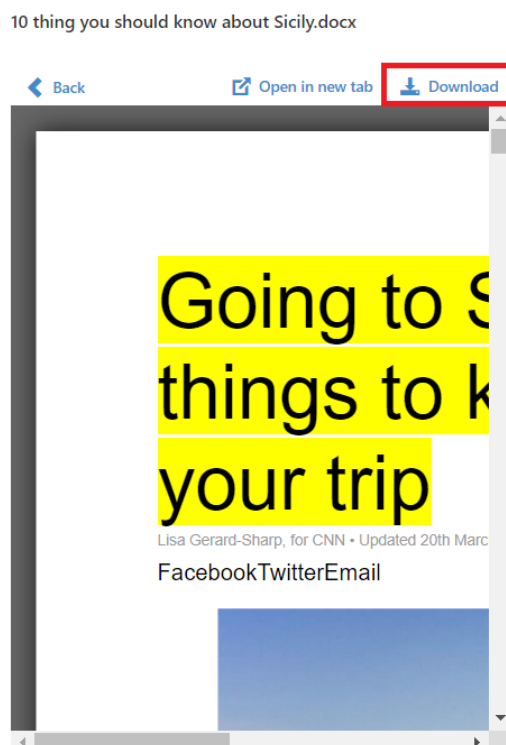 10 thing you should know about Sicily.docx
Back Open in new tab Download
Going to S
things to k
your trip
Lisa Gerard-Sharp, for CNN • Updated 20th Marc
FacebookTwitterEmail